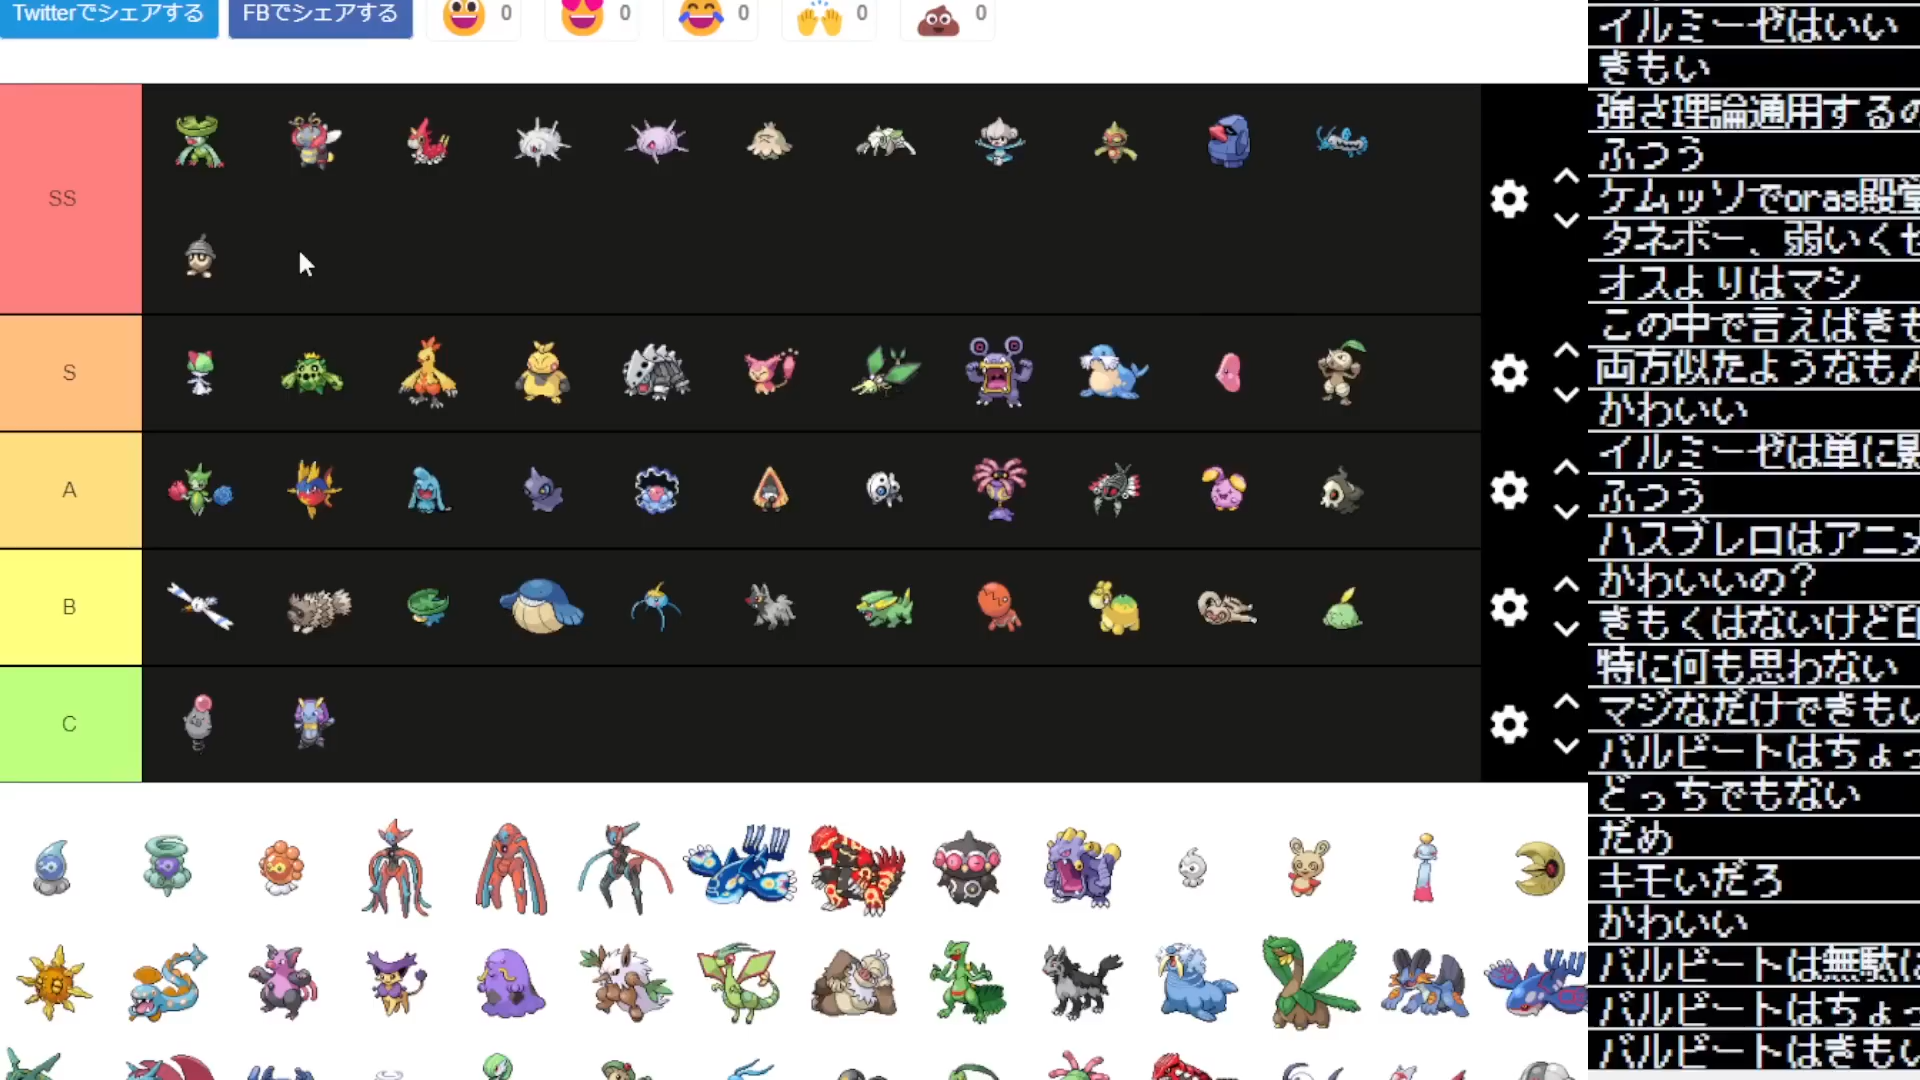 Twitterでシェアする
FBでシェアする
0
0
0
0
0
SS
S
A
B
C
イルミーゼはいい
きもい
強さ理論通用するの
ふつう
ケムッソでoras殿堂
タネボー、弱いくせ
オスよりはマシ
この中で言えばきも
両方似たようなもん
かわいい
イルミーゼは単に影
ふつう
ハスブレロはアニメ
かわいいの？
きもくはないけど印
特に何も思わない
マジなだけできもい
バルビートはちょっ
どっちでもない
だめ
キモいだろ
かわいい
バルビートは無駄に
バルビートはちょっ
バルビートはきもい